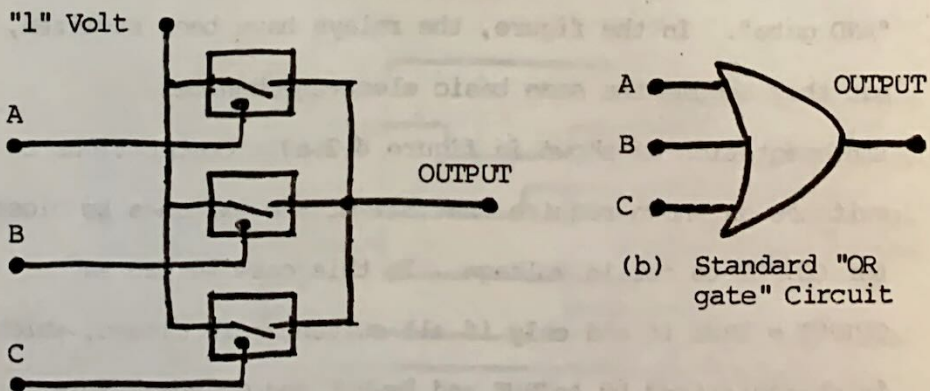 "1" Volt
A
B
C
OUTPUT
A
B
C
OUTPUT
(b) Standard "OR
gate" Circuit